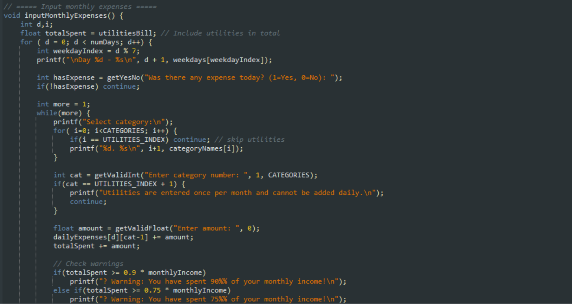 // ===== Input monthly expenses =====
void inputMonthlyExpenses() {
int d,i;
float totalSpent = utilitiesBill; // Include utilities in total
for ( d = 0; d < numDays; d++) {
int weekdayIndex = d % 7;
printf("\nDay %d - %s\n", d + 1, weekdays[weekdayIndex]);
int hasExpense = getYesNo("Was there any expense today? (1=Yes, 0=No): ");
if(!hasExpense) continue;
int more = 1;
while(more) {
printf("Select category:\n");
for( i=0; i<CATEGORIES; i++) {
if(i == UTILITIES_INDEX) continue; // skip utilities
printf("%d. %s\n", i+1, categoryNames[i]);
}
int cat = getValidInt("Enter category number: ", 1, CATEGORIES);
if(cat == UTILITIES_INDEX + 1) {
printf("Utilities are entered once per month and cannot be added daily.\n");
continue;
}
float amount = getValidFloat("Enter amount: ", 0);
dailyExpenses[d][cat-1] += amount;
totalSpent += amount;
// Check warnings
if(totalSpent >= 0.9 * monthlyIncome)
printf("? Warning: You have spent 90%% of your monthly income!\n");
else if(totalSpent >= 0.75 * monthlyIncome)
printf("? Warning: You have spent 75%% of your monthly income!\n");